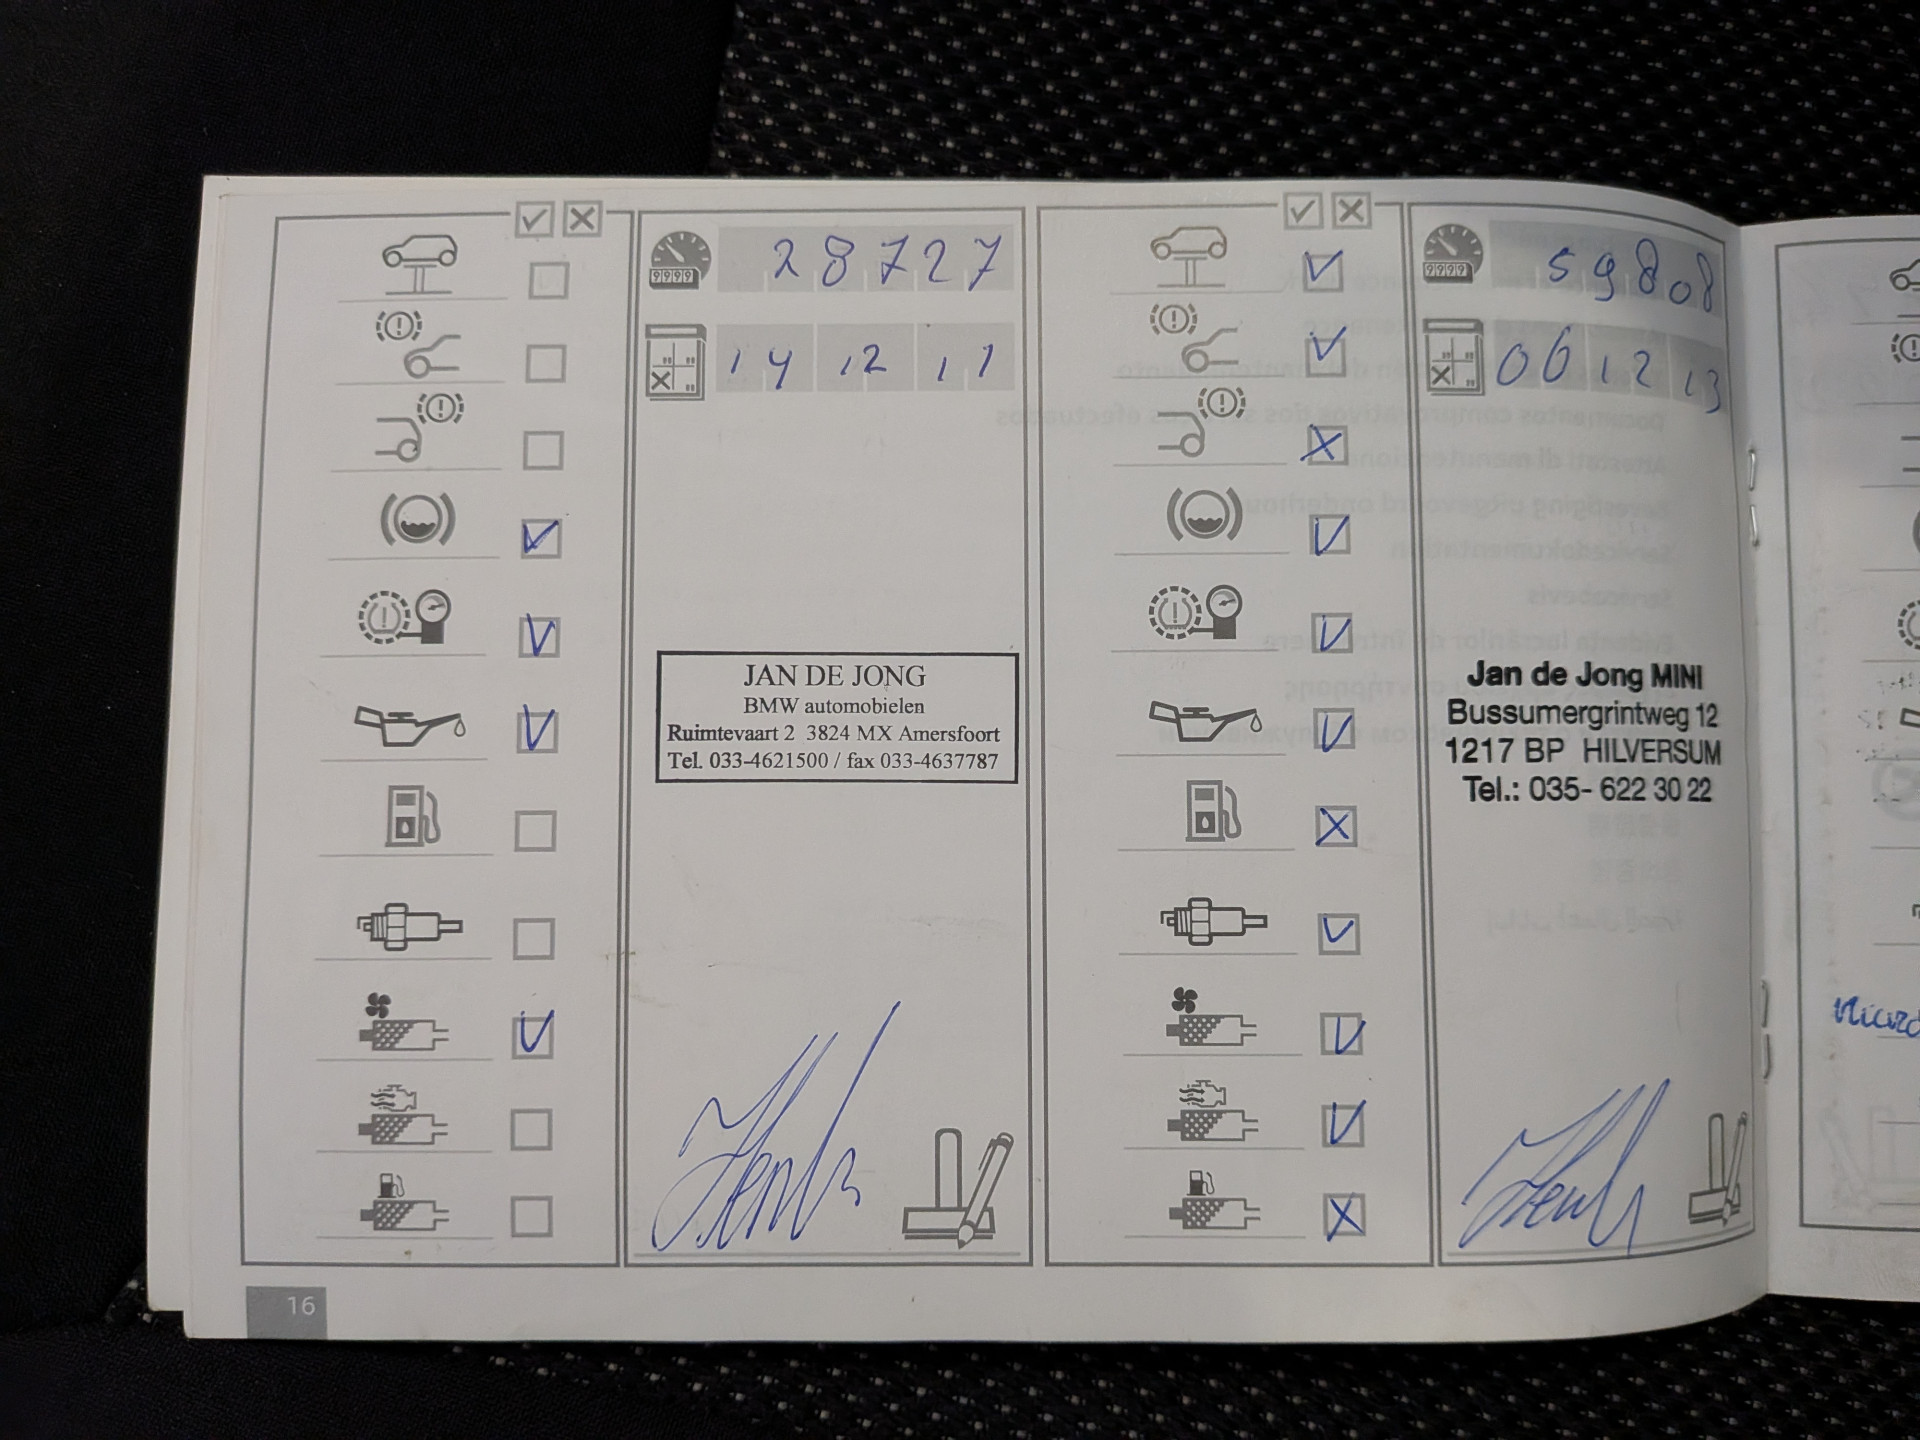 28727
14 12 11
JAN DE JONG
BMW automobielen
Ruimtevaart 2 3824 MX Amersfoort
Tel. 033-4621500 / fax 033-4637787
16
59808
06 12 13
Jan de Jong MINI
Bussumergrintweg 12
1217 BP HILVERSUM
Tel.: 035- 622 30 22